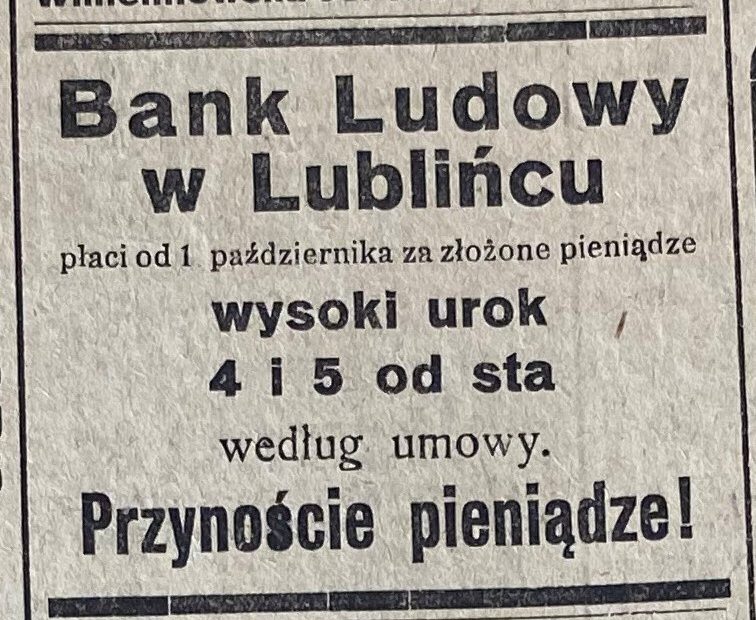 Bank Ludowy
w Lublińcu
płaci od 1 października za złożone pieniądze
wysoki urok
4 i 5 od sta
według umowy.
Przynoście pieniądze!